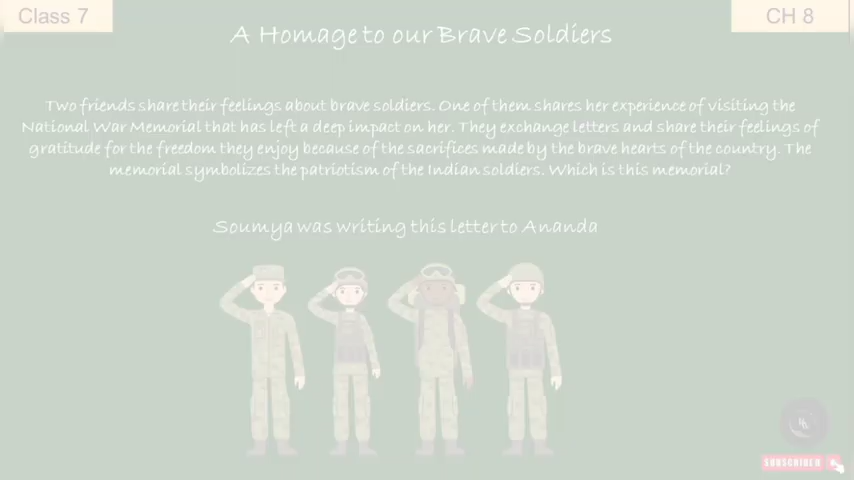 Class 7
CH 8
A Homage to our Brave Soldiers
Two friends share their feelings about brave soldiers. One of them shares her experience of visiting the
National War Memorial that has left a deep impact on her. They exchange letters and share their feelings of
gratitude for the freedom they enjoy because of the sacrifices made by the brave hearts of the country. The
memorial symbolizes the patriotism of the Indian soldiers. Which is this memorial?
Soumya was writing this letter to Ananda
SUBSCRIBED